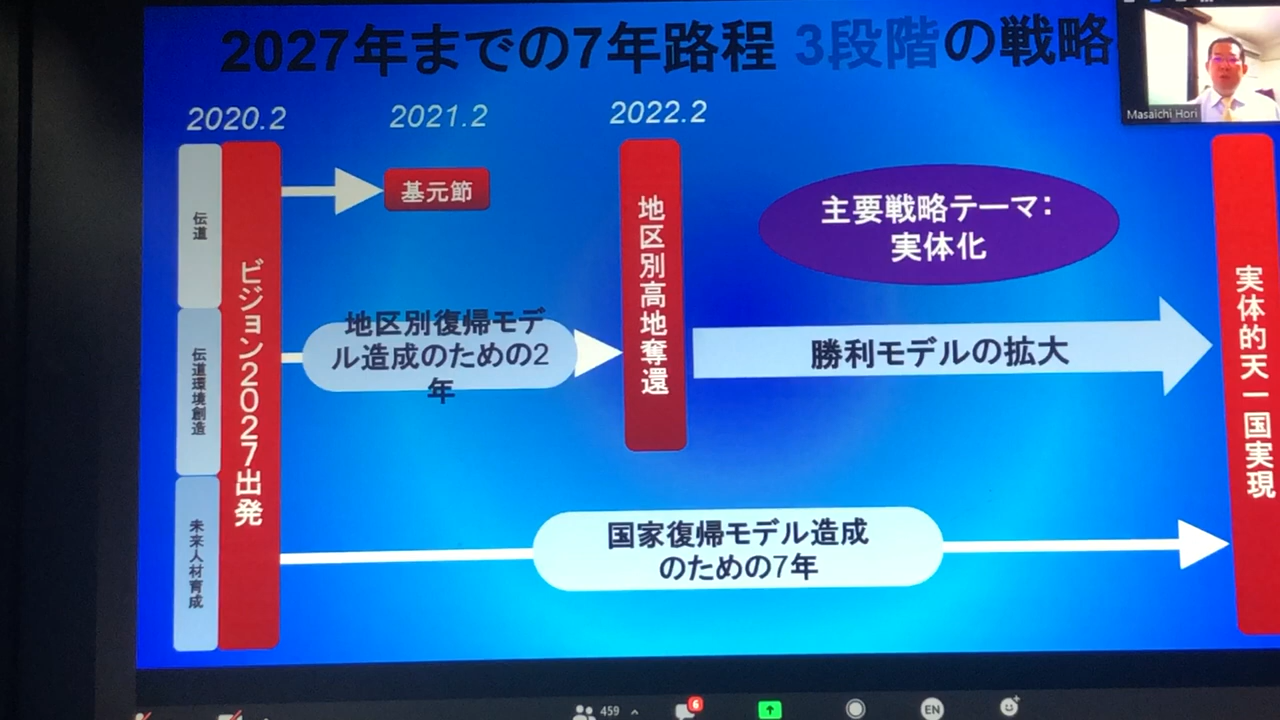 2027年までの7年路程 3段階の戦略
Masaichi Hori
2020.2
2021.2
2022.2
伝道
伝道環境創造
未来人材育成
ビジョン2027出発
基元節
地区別復帰モデ
ル造成のための2
年
地区別高地奪還
主要戦略テーマ：
実体化
勝利モデルの拡大
国家復帰モデル造成
のための7年
実体的天一国実現
459
6
EN